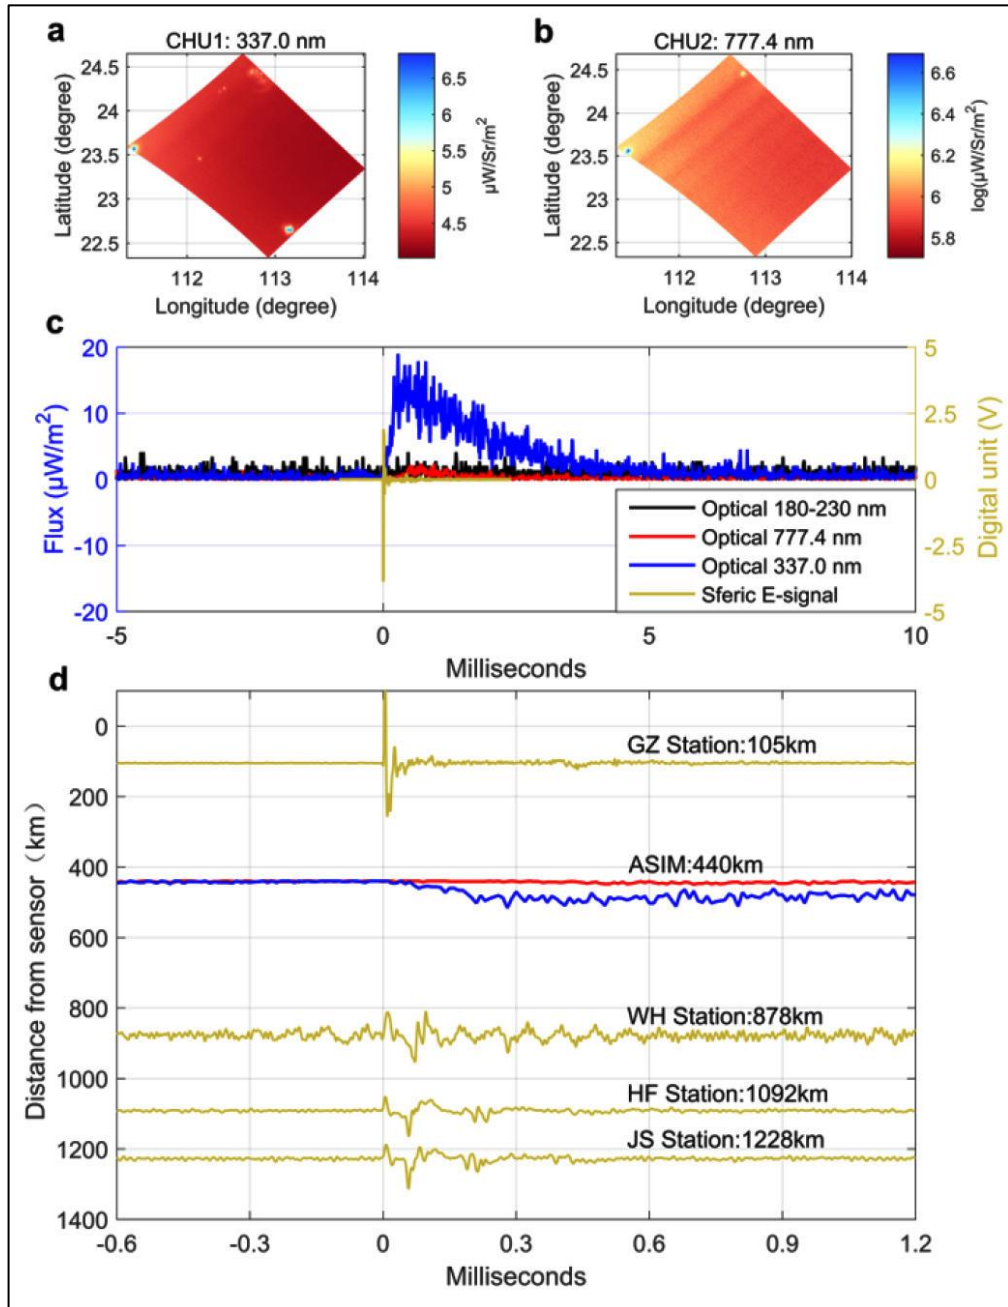 a
CHU1: 337.0 nm
24.5
24
23.5
23
22.5
Latitude (degree)
112
113
114
Longitude (degree)
6.5
6
5.5
5
4.5
μW/Sr/m²
b
CHU2: 777.4 nm
24.5
24
23.5
23
22.5
Latitude (degree)
112
113
114
Longitude (degree)
6.6
6.4
6.2
6
5.8
log(μW/Sr/m²)
c
20
10
0
-10
-20
Flux (μW/m²)
5
2.5
0
-2.5
-5
Digital unit (V)
Optical 180-230 nm
Optical 777.4 nm
Optical 337.0 nm
Sferic E-signal
-5
0
5
10
Milliseconds
d
0
200
400
600
800
1000
1200
1400
Distance from sensor（km）
GZ Station:105km
ASIM:440km
WH Station:878km
HF Station:1092km
JS Station:1228km
-0.6
-0.3
0
0.3
0.6
0.9
1.2
Milliseconds